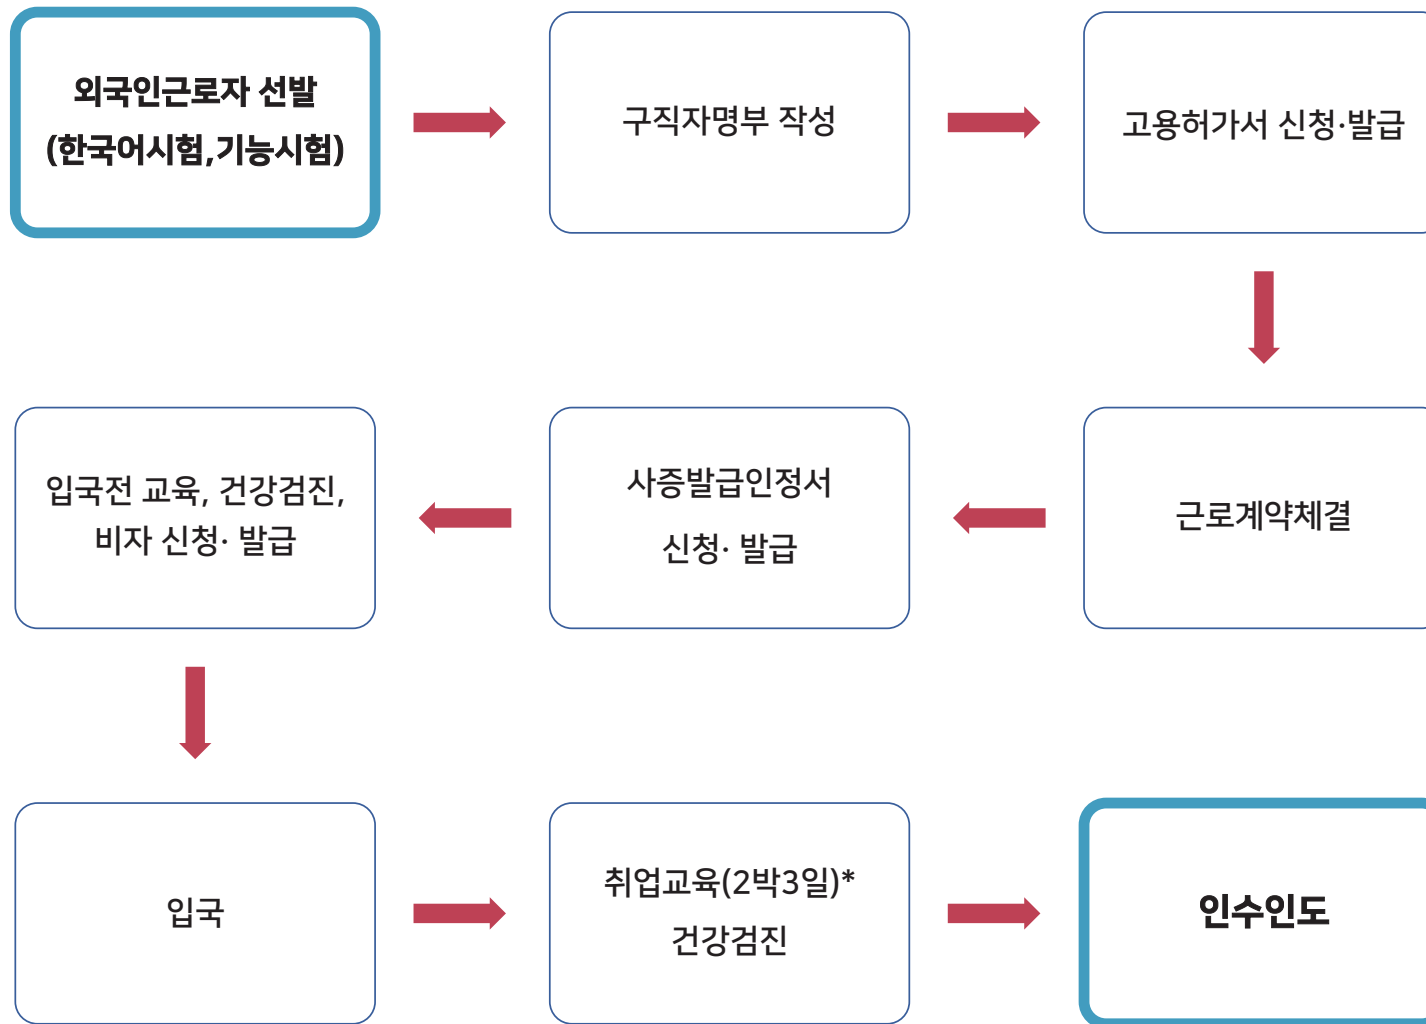 외국인근로자 선발
(한국어시험,기능시험)
구직자명부 작성
고용허가서 신청·발급
근로계약체결
사증발급인정서
신청· 발급
입국전 교육, 건강검진,
비자 신청· 발급
입국
취업교육(2박3일)*
건강검진
인수인도